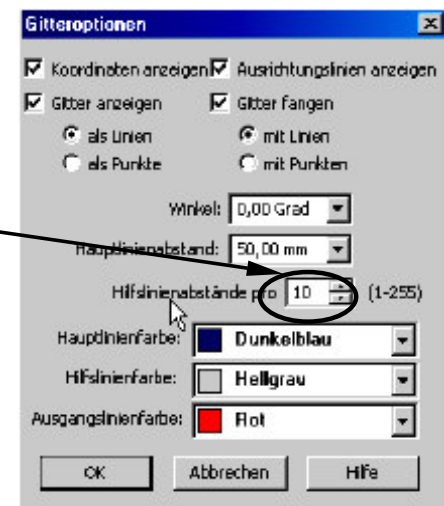 Gitteroptionen
Koordinaten anzeigen Ausrichtungslinien anzeigen
Gitter anzeigen Gitter fangen
als Linien mit Linien
als Punkte mit Punkten
Winkel: 0,00 Grad
Hauptlinienabstand: 50,00 mm
Hilfslinienabstände pro 10 (1-255)
Hauptlinienfarbe: Dunkelblau
Hilfslinienfarbe: Hellgrau
Ausgangslinienfarbe: Rot
OK Abbrechen Hilfe